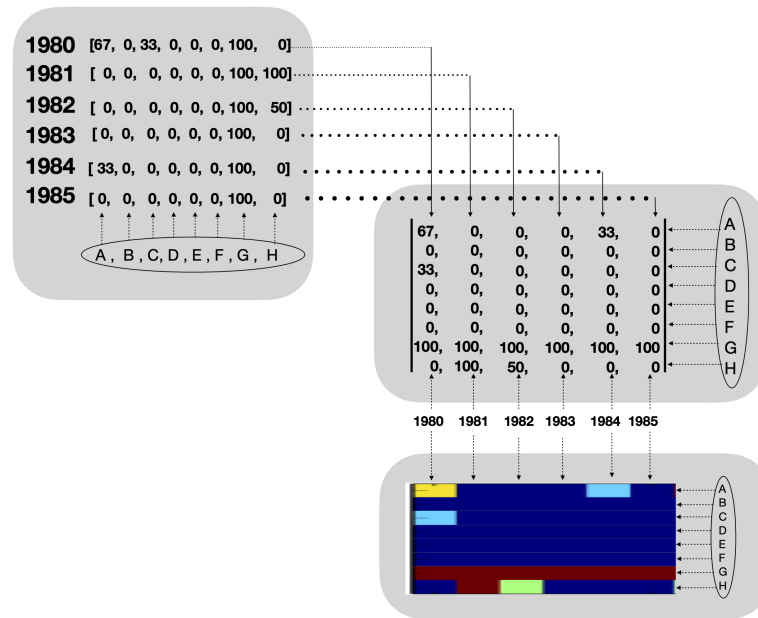 1980 [67, 0, 33, 0, 0, 0, 100, 0]
1981 [ 0, 0, 0, 0, 0, 0, 100, 100]
1982 [ 0, 0, 0, 0, 0, 0, 100, 50]
1983 [ 0, 0, 0, 0, 0, 0, 100, 0]
1984 [ 33, 0, 0, 0, 0, 0, 100, 0]
1985 [ 0, 0, 0, 0, 0, 0, 100, 0]
A , B , C , D , E , F , G , H
67, 0, 0, 0, 33, 0 A
0, 0, 0, 0, 0, 0 B
33, 0, 0, 0, 0, 0 C
0, 0, 0, 0, 0, 0 D
0, 0, 0, 0, 0, 0 E
0, 0, 0, 0, 0, 0 F
100, 100, 100, 100, 100, 100 G
0, 100, 50, 0, 0, 0 H
1980 1981 1982 1983 1984 1985
A
B
C
D
E
F
G
H